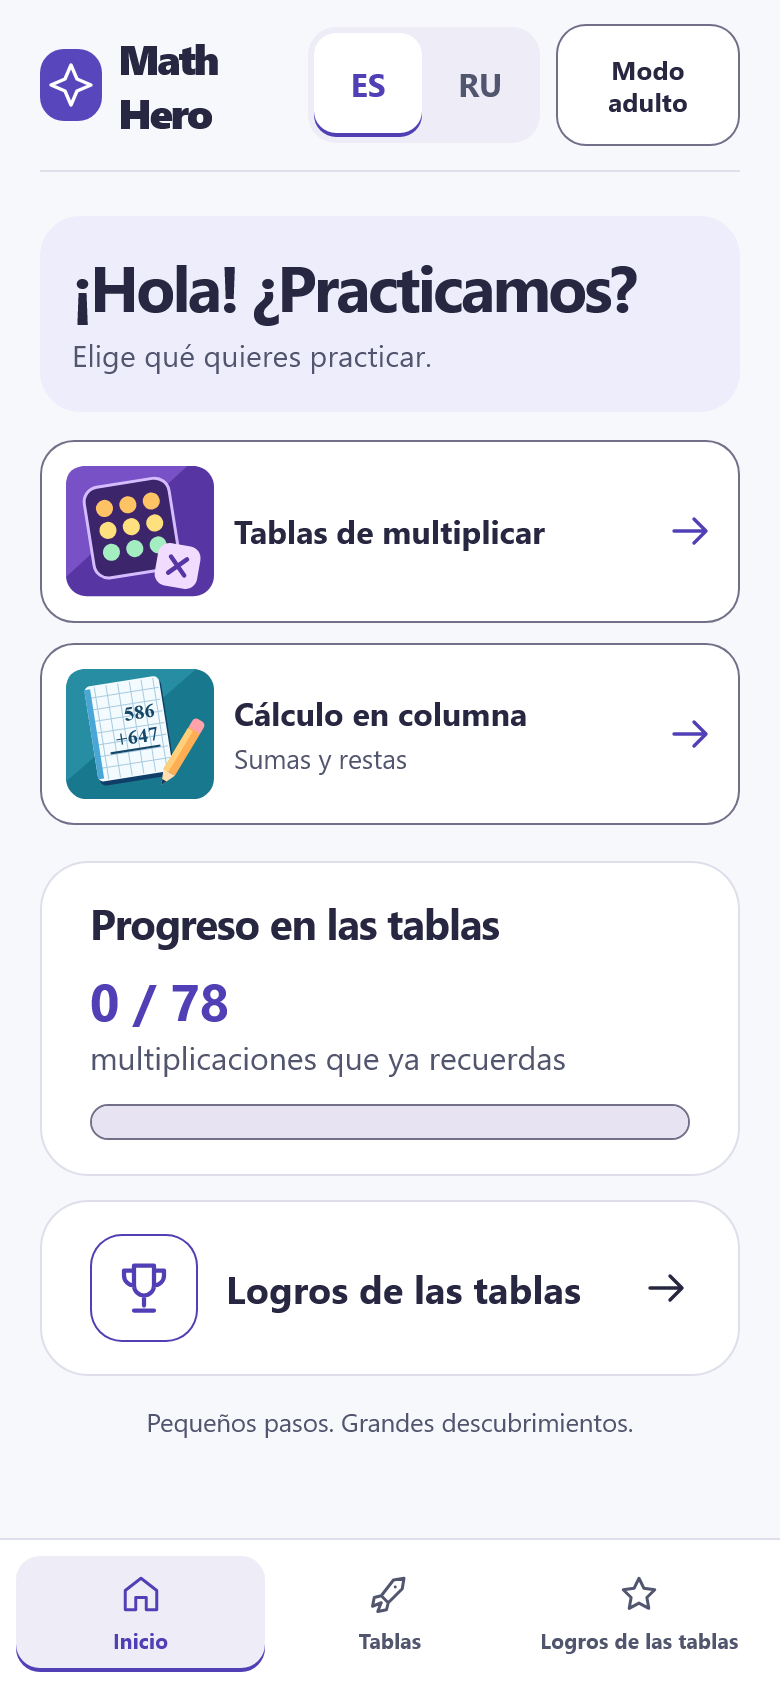 Math
Hero
ES
RU
Modo
adulto
¡Hola! ¿Practicamos?
Elige qué quieres practicar.
Tablas de multiplicar
586
+647
Cálculo en columna
Sumas y restas
Progreso en las tablas
0 / 78
multiplicaciones que ya recuerdas
Logros de las tablas
Pequeños pasos. Grandes descubrimientos.
Inicio
Tablas
Logros de las tablas